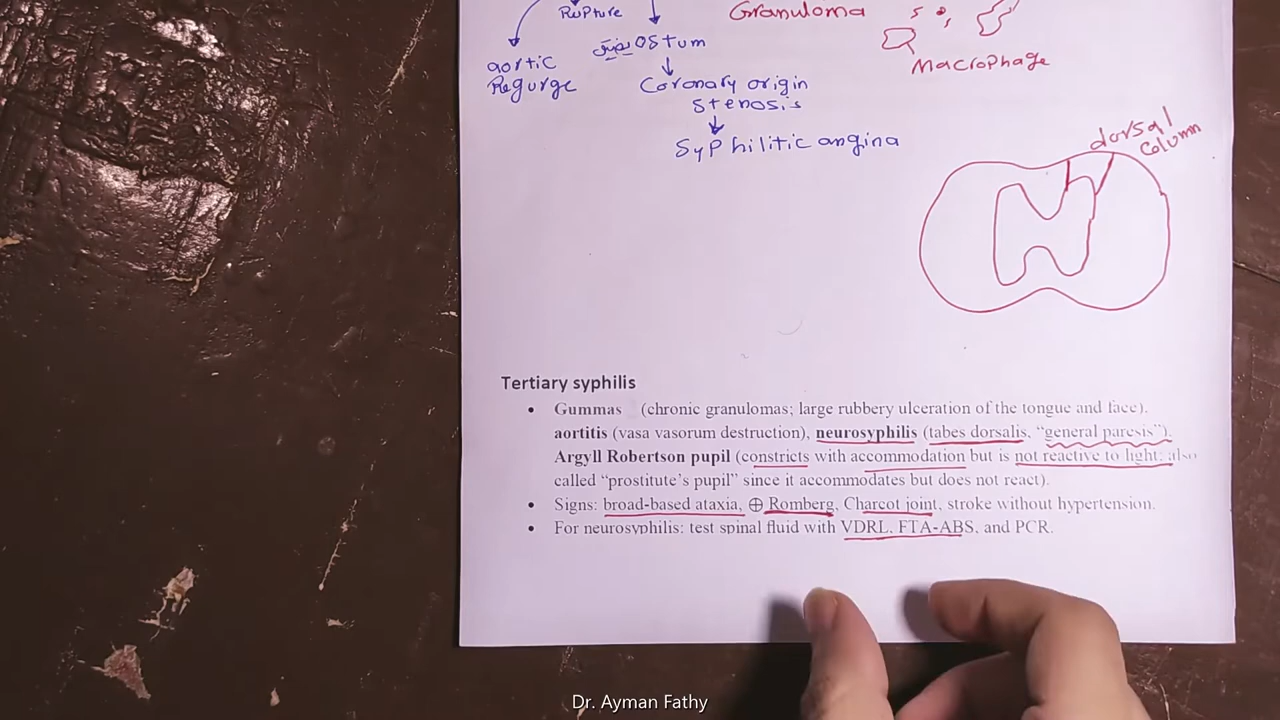 Rupture
Granuloma
يضيق Ostum
aortic
Regurge
Macrophage
Coronary origin
Stenosis
Syphilitic angina
dorsal
column
Tertiary syphilis
• Gummas (chronic granulomas; large rubbery ulceration of the tongue and face),
aortitis (vasa vasorum destruction), neurosyphilis (tabes dorsalis, “general paresis”),
Argyll Robertson pupil (constricts with accommodation but is not reactive to light; also
called “prostitute’s pupil” since it accommodates but does not react).
• Signs: broad-based ataxia, ⊕ Romberg, Charcot joint, stroke without hypertension.
• For neurosyphilis: test spinal fluid with VDRL, FTA-ABS, and PCR.
Dr. Ayman Fathy